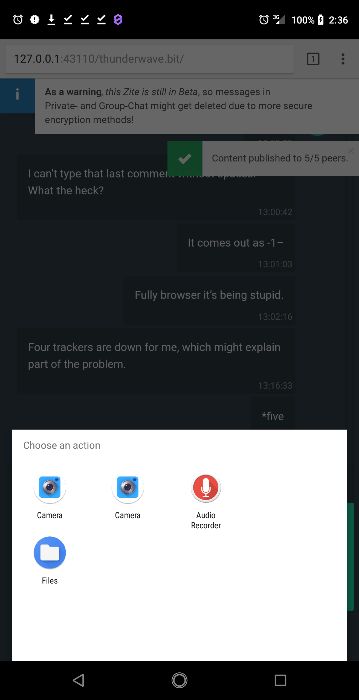 100% 2:36
127.0.0.1:43110/thunderwave.bit/
1
i
As a warning, this Zite is still in Beta, so messages in
Private- and Group-Chat might get deleted due to more secure
encryption methods!
Content published to 5/5 peers.
I can't type that last comment without
What the heck?
13:00:42
It comes out as -1~
13:01:03
Fully browser it's being stupid.
13:02:16
Four trackers are down for me, which might explain
part of the problem.
13:16:33
*five
Choose an action
Camera
Camera
Audio
Recorder
Files